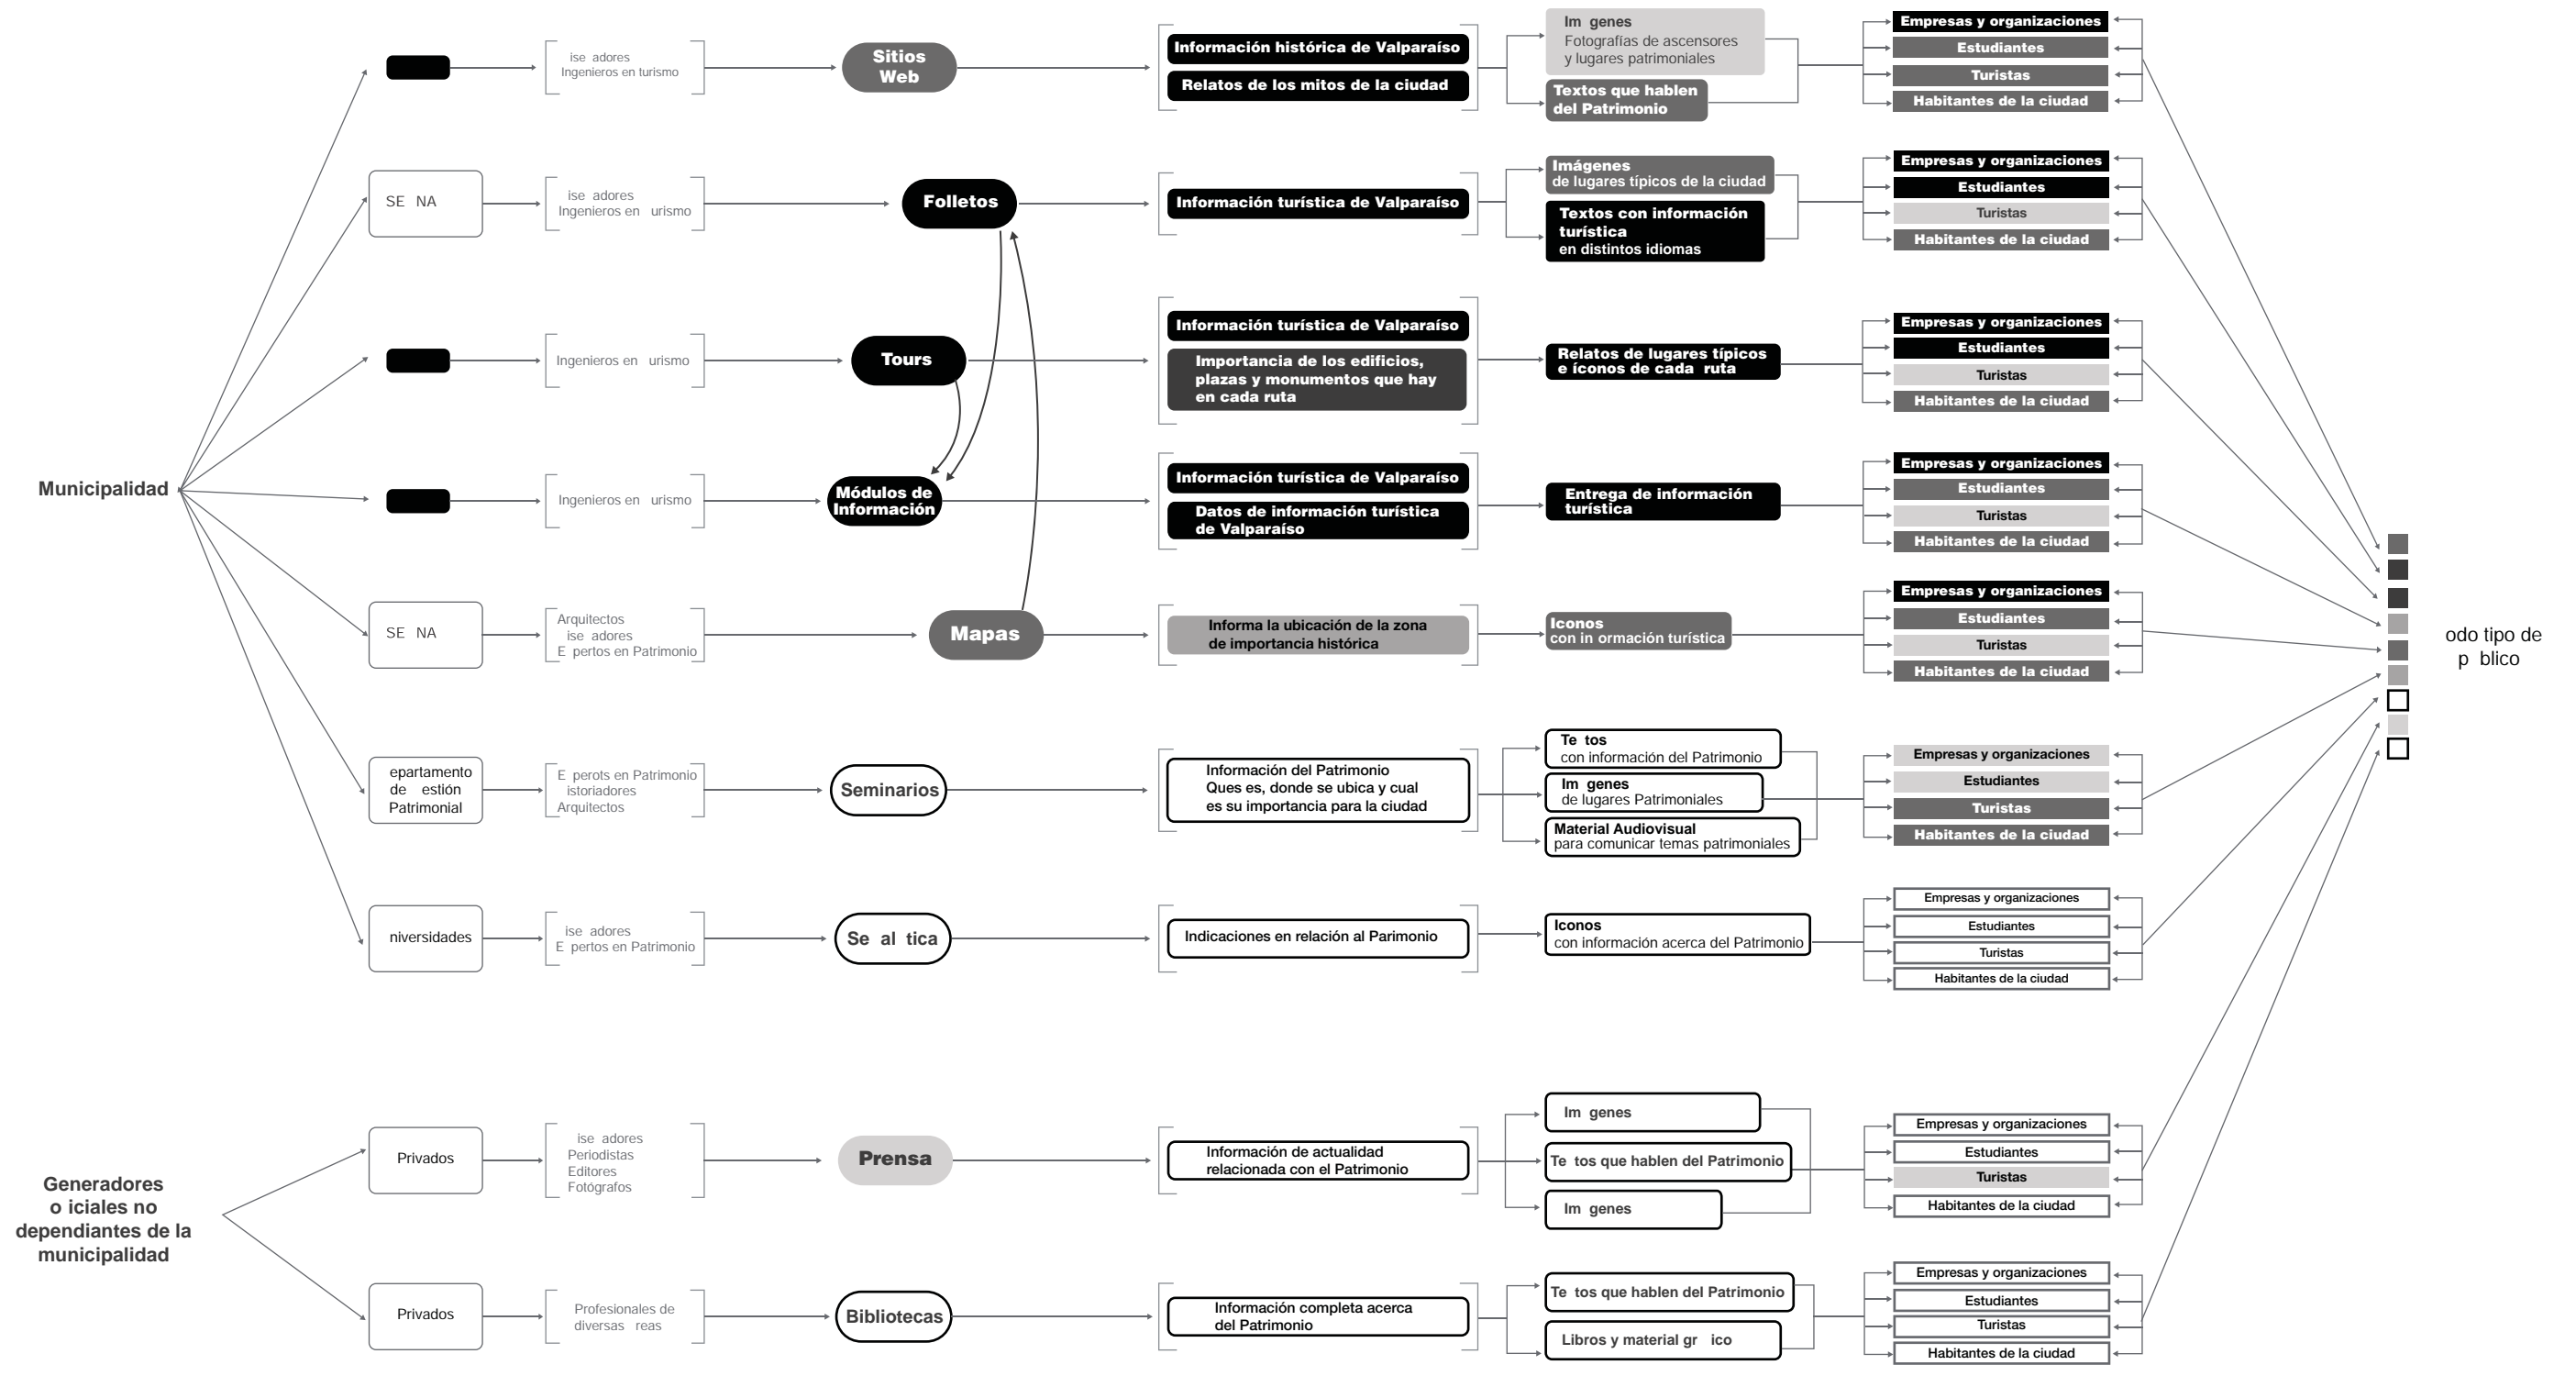 Municipalidad
ise adores
Ingenieros en turismo
Sitios
Web
Información histórica de Valparaíso
Relatos de los mitos de la ciudad
Im genes
Fotografías de ascensores
y lugares patrimoniales
Textos que hablen
del Patrimonio
Empresas y organizaciones
Estudiantes
Turistas
Habitantes de la ciudad
SE NA
ise adores
Ingenieros en urismo
Folletos
Información turística de Valparaíso
Imágenes
de lugares típicos de la ciudad
Textos con información
turística
en distintos idiomas
Empresas y organizaciones
Estudiantes
Turistas
Habitantes de la ciudad
Ingenieros en urismo
Tours
Información turística de Valparaíso
Importancia de los edificios,
plazas y monumentos que hay
en cada ruta
Relatos de lugares típicos
e íconos de cada ruta
Empresas y organizaciones
Estudiantes
Turistas
Habitantes de la ciudad
Ingenieros en urismo
Módulos de
Información
Información turística de Valparaíso
Datos de información turística
de Valparaíso
Entrega de información
turística
Empresas y organizaciones
Estudiantes
Turistas
Habitantes de la ciudad
SE NA
Arquitectos
ise adores
E pertos en Patrimonio
Mapas
Informa la ubicación de la zona
de importancia histórica
Iconos
con in ormación turística
Empresas y organizaciones
Estudiantes
Turistas
Habitantes de la ciudad
odo tipo de
p blico
epartamento
de estión
Patrimonial
E perots en Patrimonio
istoriadores
Arquitectos
Seminarios
Información del Patrimonio
Ques es, donde se ubica y cual
es su importancia para la ciudad
Te tos
con información del Patrimonio
Im genes
de lugares Patrimoniales
Material Audiovisual
para comunicar temas patrimoniales
Empresas y organizaciones
Estudiantes
Turistas
Habitantes de la ciudad
niversidades
ise adores
E pertos en Patrimonio
Se al tica
Indicaciones en relación al Parimonio
Iconos
con información acerca del Patrimonio
Empresas y organizaciones
Estudiantes
Turistas
Habitantes de la ciudad
Generadores
o iciales no
dependiantes de la
municipalidad
Privados
ise adores
Periodistas
Editores
Fotógrafos
Prensa
Información de actualidad
relacionada con el Patrimonio
Im genes
Te tos que hablen del Patrimonio
Im genes
Empresas y organizaciones
Estudiantes
Turistas
Habitantes de la ciudad
Privados
Profesionales de
diversas reas
Bibliotecas
Información completa acerca
del Patrimonio
Te tos que hablen del Patrimonio
Libros y material gr ico
Empresas y organizaciones
Estudiantes
Turistas
Habitantes de la ciudad